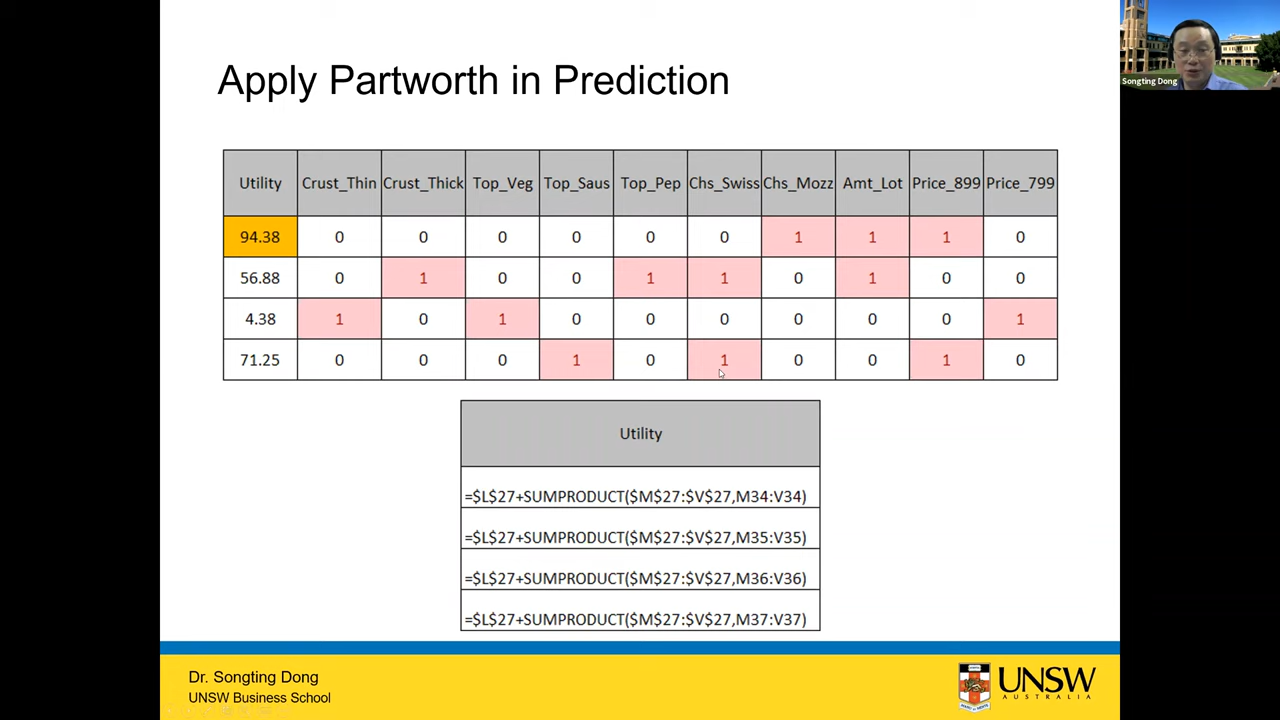 Apply Partworth in Prediction
Songting Dong
Utility Crust_Thin Crust_Thick Top_Veg Top_Saus Top_Pep Chs_Swiss Chs_Mozz Amt_Lot Price_899 Price_799
94.38 0 0 0 0 0 0 1 1 1 0
56.88 0 1 0 0 1 1 0 1 0 0
4.38 1 0 1 0 0 0 0 0 0 1
71.25 0 0 0 1 0 1 0 0 1 0
Utility
=$L$27+SUMPRODUCT($M$27:$V$27,M34:V34)
=$L$27+SUMPRODUCT($M$27:$V$27,M35:V35)
=$L$27+SUMPRODUCT($M$27:$V$27,M36:V36)
=$L$27+SUMPRODUCT($M$27:$V$27,M37:V37)
Dr. Songting Dong
UNSW Business School
UNSW
AUSTRALIA